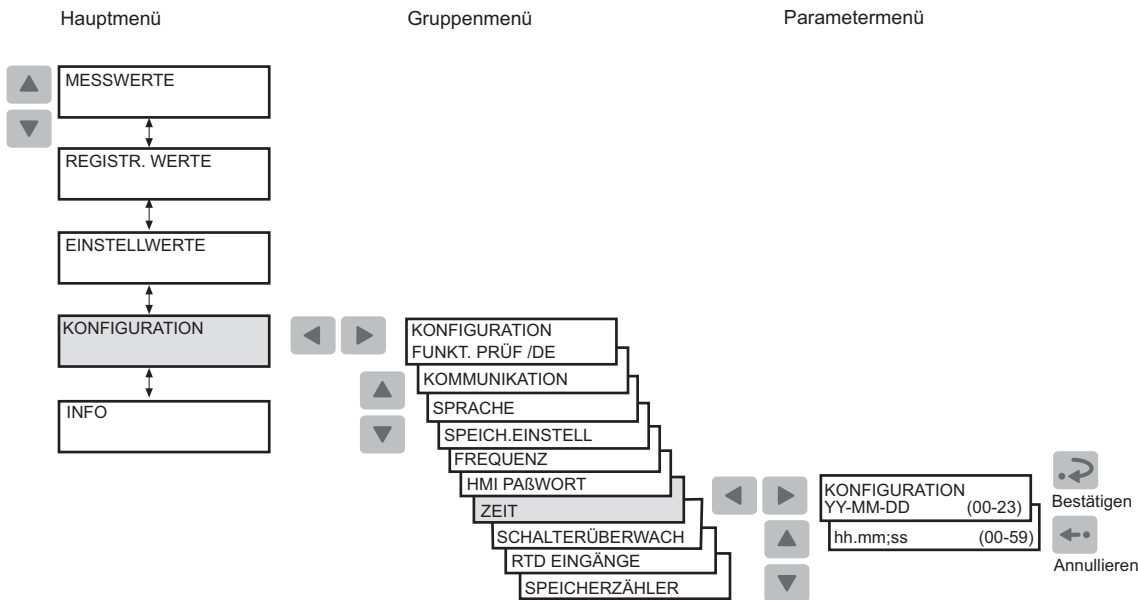 Hauptmenü
Gruppenmenü
Parametermenü
MESSWERTE
REGISTR. WERTE
EINSTELLWERTE
KONFIGURATION
INFO
KONFIGURATION
FUNKT. PRÜF /DE
KOMMUNIKATION
SPRACHE
SPEICH.EINSTELL
FREQUENZ
HMI PAßWORT
ZEIT
SCHALTERÜBERWACH
RTD EINGÄNGE
SPEICHERZÄHLER
KONFIGURATION
YY-MM-DD (00-23)
hh.mm;ss (00-59)
Bestätigen
Annullieren